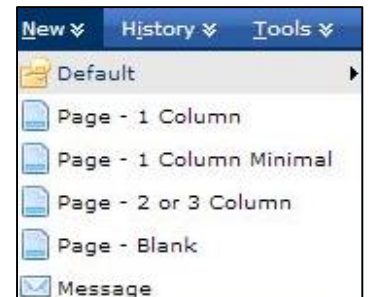 New History Tools
Default
Page - 1 Column
Page - 1 Column Minimal
Page - 2 or 3 Column
Page - Blank
Message